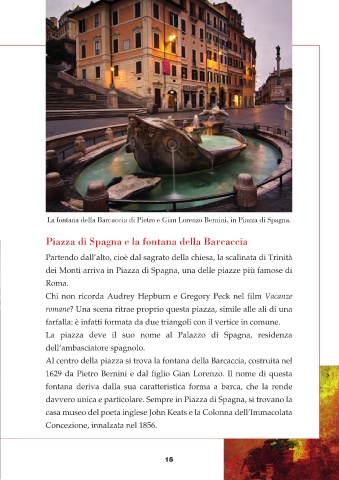 La fontana della Barcaccia di Pietro e Gian Lorenzo Bernini, in Piazza di Spagna.
Piazza di Spagna e la fontana della Barcaccia
Partendo dall'alto, cioè dal sagrato della chiesa, la scalinata di Trinità
dei Monti arriva in Piazza di Spagna, una delle piazze più famose di
Roma.
Chi non ricorda Audrey Hepburn e Gregory Peck nel film Vacanze
romane? Una scena ritrae proprio questa piazza, simile alle ali di una
farfalla: è infatti formata da due triangoli con il vertice in comune.
La piazza deve il suo nome al Palazzo di Spagna, residenza
dell'ambasciatore spagnolo.
Al centro della piazza si trova la fontana della Barcaccia, costruita nel
1629 da Pietro Bernini e dal figlio Gian Lorenzo. Il nome di questa
fontana deriva dalla sua caratteristica forma a barca, che la rende
davvero unica e particolare. Sempre in Piazza di Spagna, si trovano la
casa museo del poeta inglese John Keats e la Colonna dell'Immacolata
Concezione, innalzata nel 1856.
15